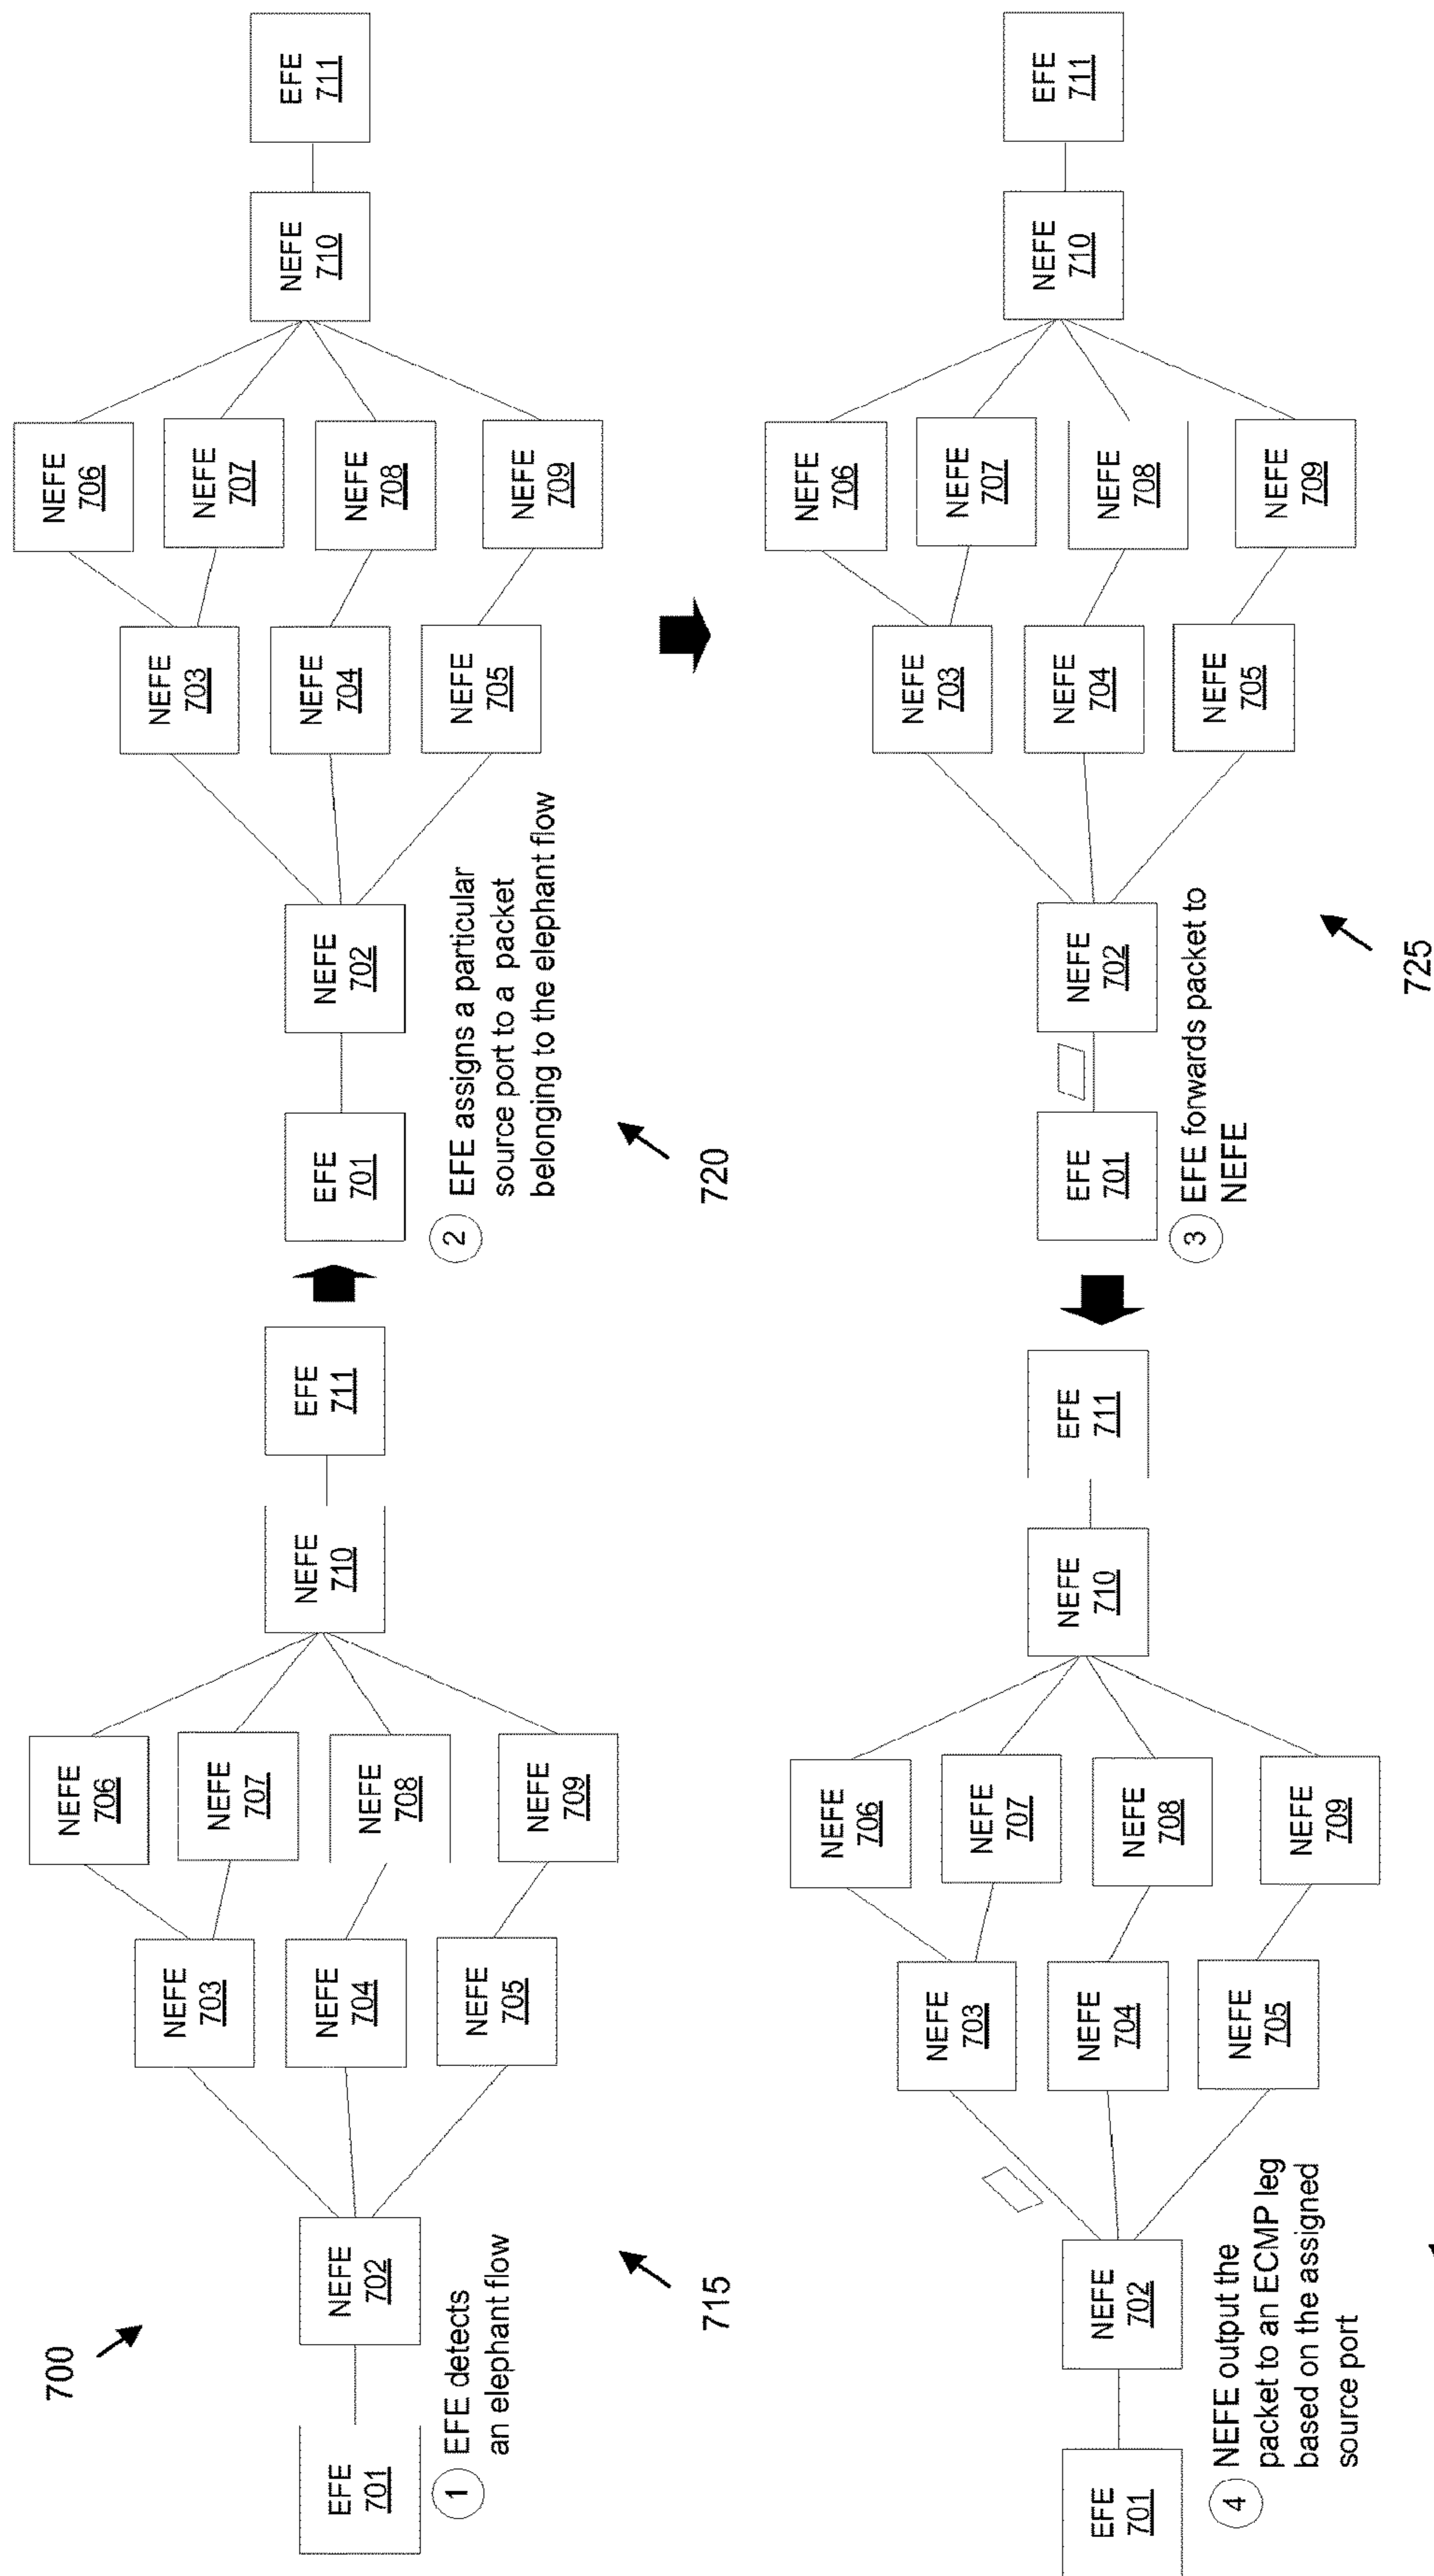 700
EFE
701
NEFE
702
NEFE
703
NEFE
704
NEFE
705
NEFE
706
NEFE
707
NEFE
708
NEFE
709
NEFE
710
EFE
711
1 EFE detects
an elephant flow
715
EFE
701
NEFE
702
NEFE
703
NEFE
704
NEFE
705
NEFE
706
NEFE
707
NEFE
708
NEFE
709
NEFE
710
EFE
711
2 EFE assigns a particular
source port to a packet
belonging to the elephant flow
720
EFE
701
NEFE
702
NEFE
703
NEFE
704
NEFE
705
NEFE
706
NEFE
707
NEFE
708
NEFE
709
NEFE
710
EFE
711
3 EFE forwards packet to
NEFE
725
EFE
701
NEFE
702
NEFE
703
NEFE
704
NEFE
705
NEFE
706
NEFE
707
NEFE
708
NEFE
709
NEFE
710
EFE
711
4 NEFE output the
packet to an ECMP leg
based on the assigned
source port